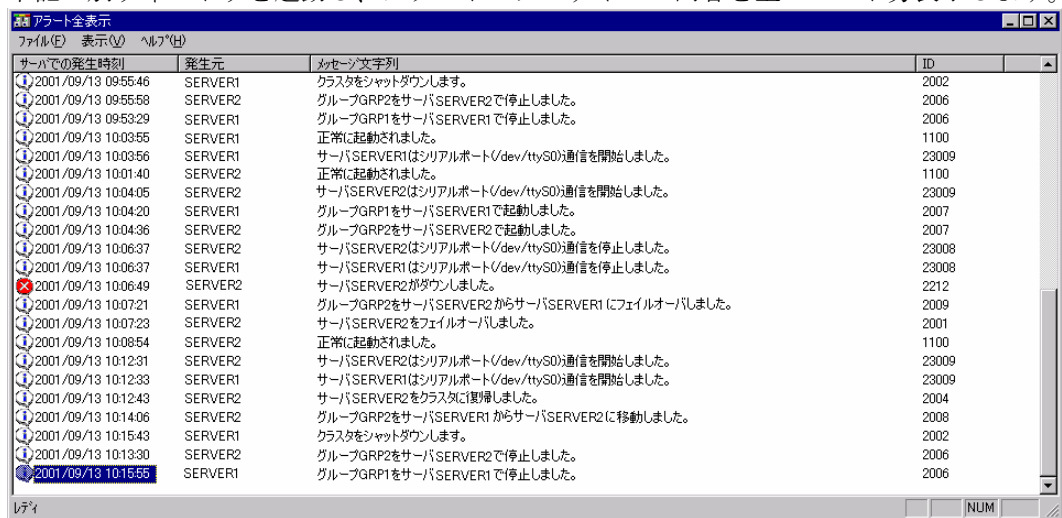 アラート全表示
ファイル(F) 表示(V) ヘルプ(H)
サーバでの発生時刻 発生元 メッセージ文字列 ID
2001/09/13 09:55:46 SERVER1 クラスタをシャットダウンします。 2002
2001/09/13 09:55:58 SERVER2 グループGRP2をサーバSERVER2で停止しました。 2006
2001/09/13 09:53:29 SERVER1 グループGRP1をサーバSERVER1で停止しました。 2006
2001/09/13 10:03:55 SERVER1 正常に起動されました。 1100
2001/09/13 10:03:56 SERVER1 サーバSERVER1はシリアルポート(/dev/ttyS0)通信を開始しました。 23009
2001/09/13 10:01:40 SERVER2 正常に起動されました。 1100
2001/09/13 10:04:05 SERVER2 サーバSERVER2はシリアルポート(/dev/ttyS0)通信を開始しました。 23009
2001/09/13 10:04:20 SERVER1 グループGRP1をサーバSERVER1で起動しました。 2007
2001/09/13 10:04:36 SERVER2 グループGRP2をサーバSERVER2で起動しました。 2007
2001/09/13 10:06:37 SERVER2 サーバSERVER2はシリアルポート(/dev/ttyS0)通信を停止しました。 23008
2001/09/13 10:06:37 SERVER1 サーバSERVER1はシリアルポート(/dev/ttyS0)通信を停止しました。 23008
2001/09/13 10:06:49 SERVER2 サーバSERVER2がダウンしました。 2212
2001/09/13 10:07:21 SERVER1 グループGRP2をサーバSERVER2からサーバSERVER1にフェイルオーバしました。 2009
2001/09/13 10:07:23 SERVER2 サーバSERVER2をフェイルオーバしました。 2001
2001/09/13 10:08:54 SERVER2 正常に起動されました。 1100
2001/09/13 10:12:31 SERVER2 サーバSERVER2はシリアルポート(/dev/ttyS0)通信を開始しました。 23009
2001/09/13 10:12:33 SERVER1 サーバSERVER1はシリアルポート(/dev/ttyS0)通信を開始しました。 23009
2001/09/13 10:12:43 SERVER2 サーバSERVER2をクラスタに復帰しました。 2004
2001/09/13 10:14:06 SERVER2 グループGRP2をサーバSERVER1からサーバSERVER2に移動しました。 2008
2001/09/13 10:15:43 SERVER1 クラスタをシャットダウンします。 2002
2001/09/13 10:13:30 SERVER2 グループGRP2をサーバSERVER2で停止しました。 2006
2001/09/13 10:15:55 SERVER1 グループGRP1をサーバSERVER1で停止しました。 2006
レディ NUM